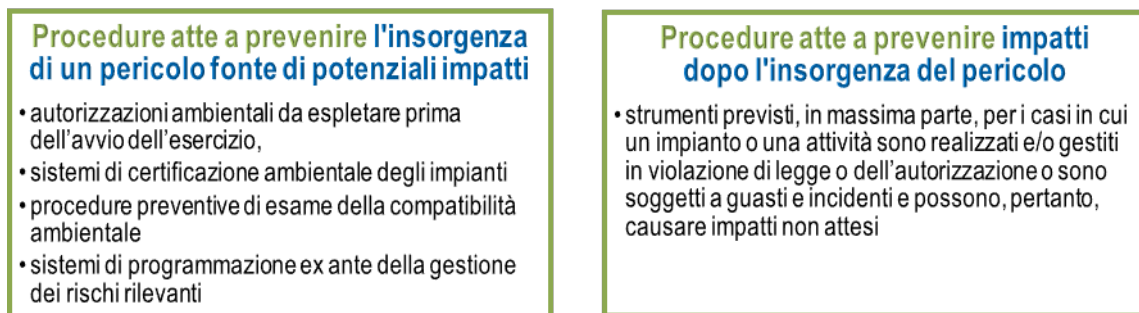 Procedure atte a prevenire l'insorgenza
di un pericolo fonte di potenziali impatti
• autorizzazioni ambientali da espletare prima
dell'avvio dell'esercizio,
• sistemi di certificazione ambientale degli impianti
• procedure preventive di esame della compatibilità
ambientale
• sistemi di programmazione ex ante della gestione
dei rischi rilevanti
Procedure atte a prevenire impatti
dopo l'insorgenza del pericolo
• strumenti previsti, in massima parte, per i casi in cui
un impianto o una attività sono realizzati e/o gestiti
in violazione di legge o dell'autorizzazione o sono
soggetti a guasti e incidenti e possono, pertanto,
causare impatti non attesi